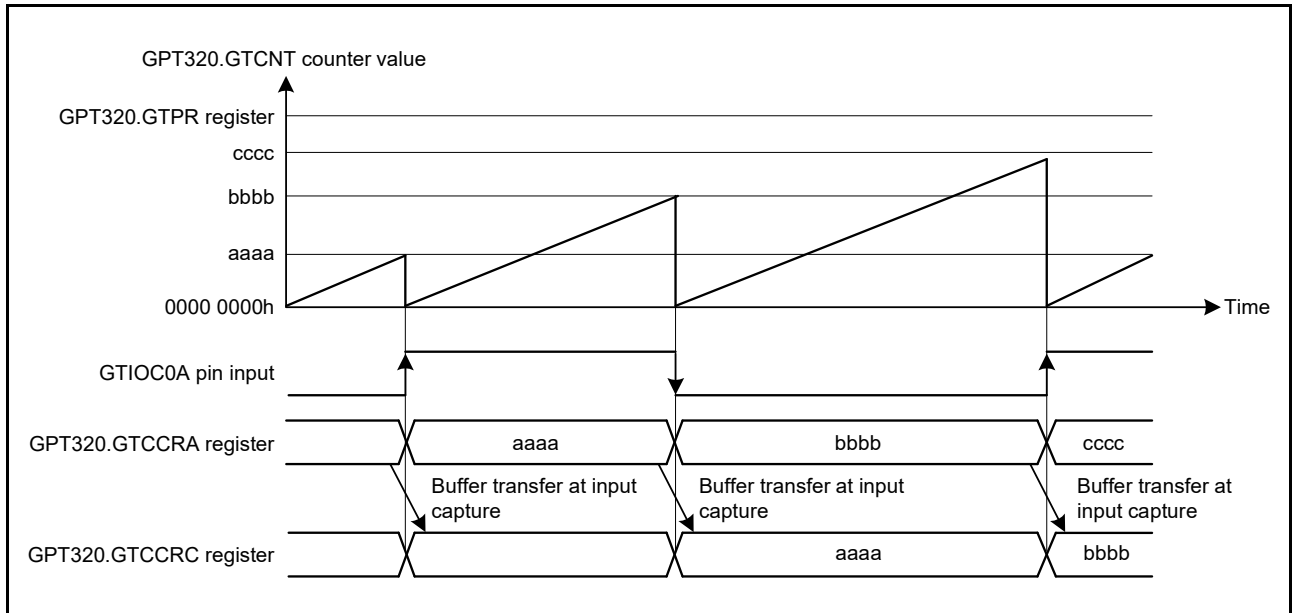 GPT320.GTCNT counter value
GPT320.GTPR register
cccc
bbbb
aaaa
0000 0000h
Time
GTIOC0A pin input
GPT320.GTCCRA register
aaaa
bbbb
cccc
Buffer transfer at input
capture
Buffer transfer at input
capture
Buffer transfer at
input capture
GPT320.GTCCRC register
aaaa
bbbb